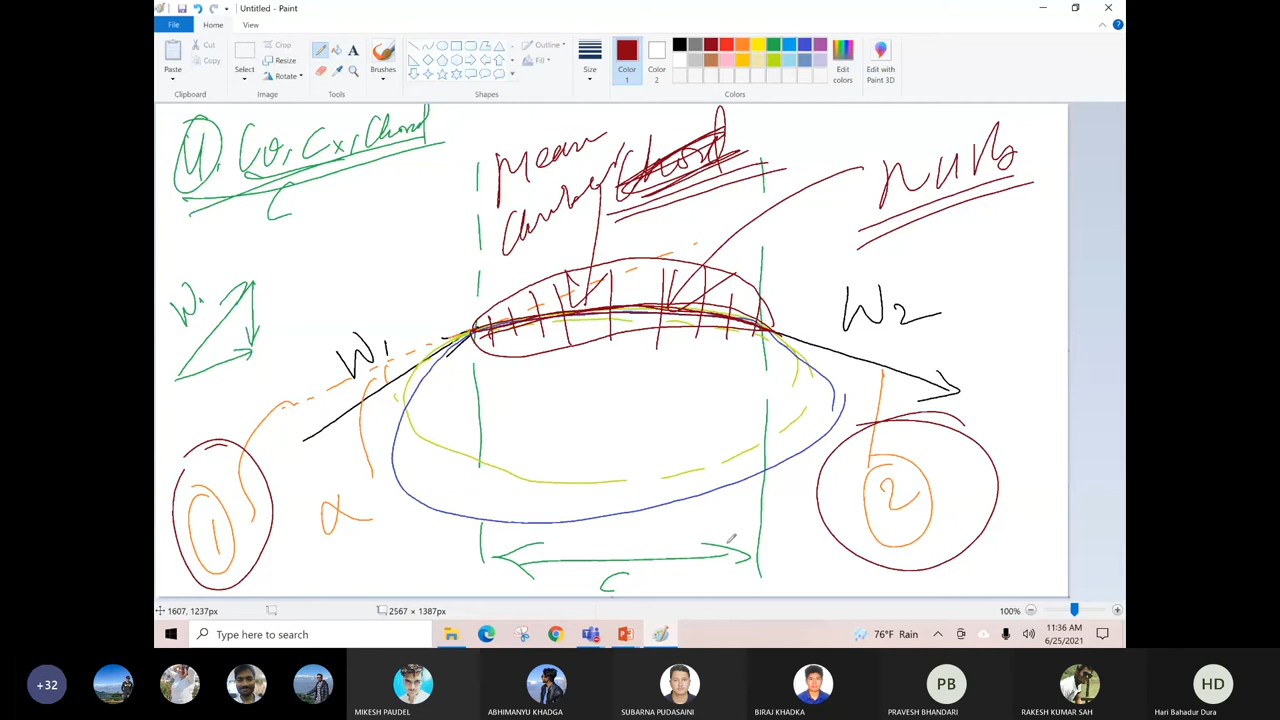 Untitled - Paint
File
Home
View
Cut
Copy
Paste
Clipboard
Crop
Resize
Rotate
Select
Image
Tools
A
Brushes
Outline
Fill
Shapes
Size
Color 1
Color 2
Edit colors
Colors
Edit with Paint 3D
U, Cθ, Cx, Chord
C
Mean
Chord
W1
W1
W2
α
1
2
C
1607, 1237px
2567 × 1387px
100%
Type here to search
76°F Rain
11:36 AM
6/25/2021
+32
MIKESH PAUDEL
ABHIMANYU KHADGA
SUBARNA PUDASAINI
BIRAJ KHADKA
PB
PRAVESH BHANDARI
RAKESH KUMAR SAH
HD
Hari Bahadur Dura